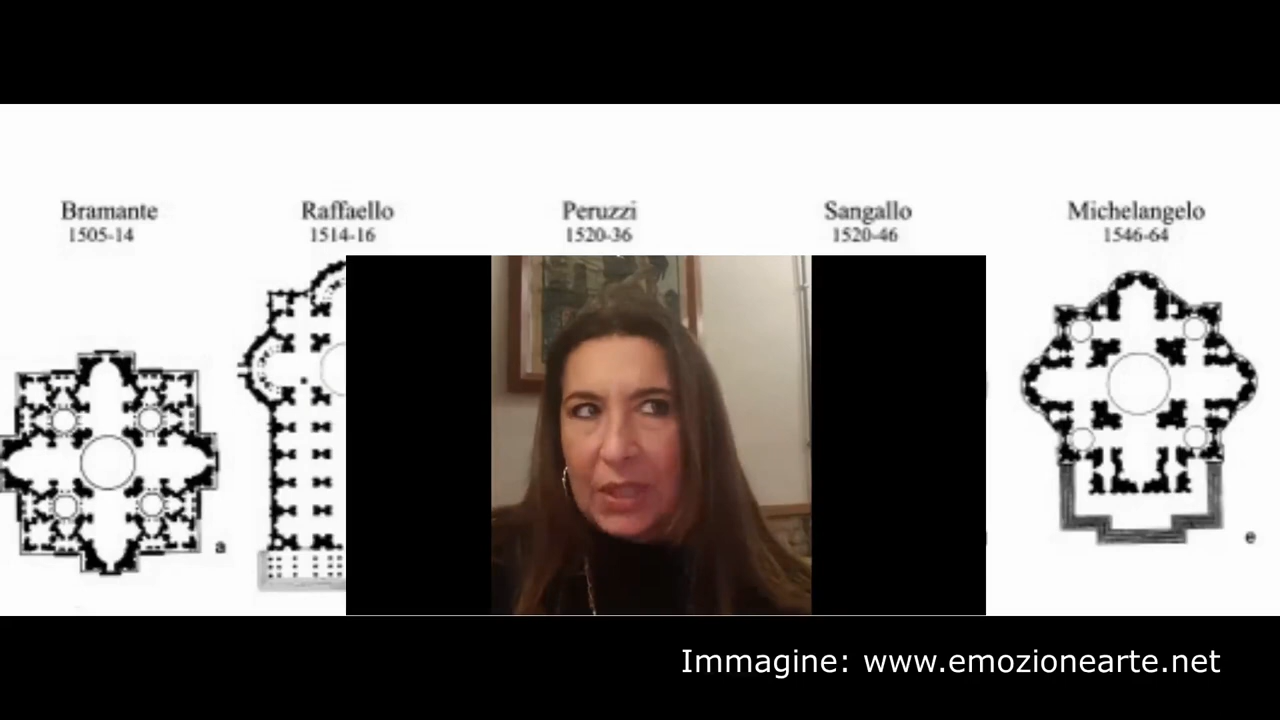 Bramante
1505-14
Raffaello
1514-16
Peruzzi
1520-36
Sangallo
1520-46
Michelangelo
1546-64
a
e
Immagine: www.emozionearte.net